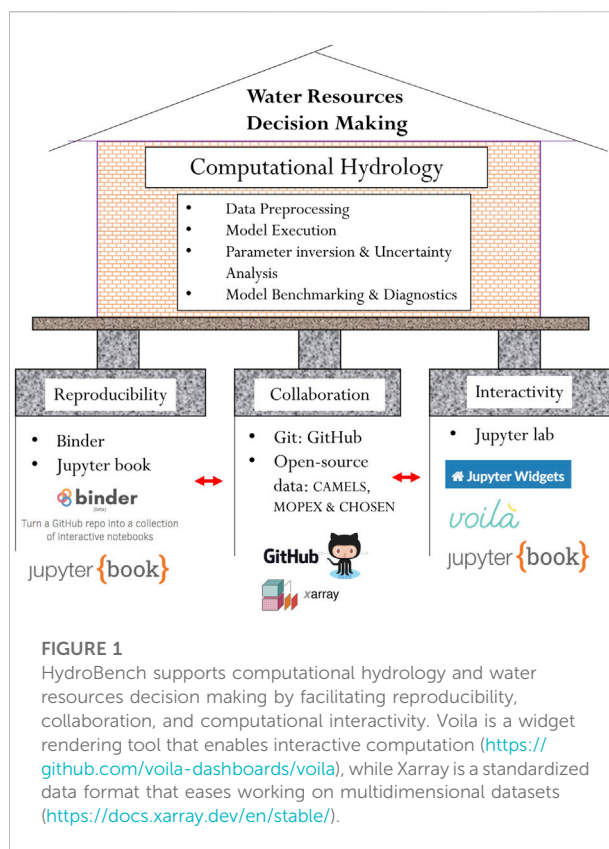 Water Resources
Decision Making
Computational Hydrology
• Data Preprocessing
• Model Execution
• Parameter inversion & Uncertainty
Analysis
• Model Benchmarking & Diagnostics
Reproducibility
• Binder
• Jupyter book
binder
(beta)
Turn a GitHub repo into a collection
of interactive notebooks
jupyter {book}
Collaboration
• Git: GitHub
• Open-source
data: CAMELS,
MOPEX & CHOSEN
GitHub
xarray
Interactivity
• Jupyter lab
Jupyter Widgets
voilà
jupyter {book}
FIGURE 1
HydroBench supports computational hydrology and water
resources decision making by facilitating reproducibility,
collaboration, and computational interactivity. Voila is a widget
rendering tool that enables interactive computation (https://
github.com/voila-dashboards/voila), while Xarray is a standardized
data format that eases working on multidimensional datasets
(https://docs.xarray.dev/en/stable/).